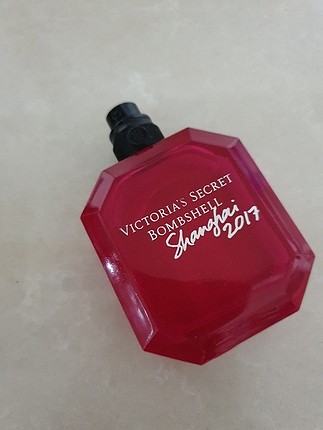 VICTORIA'S SECRET
BOMBSHELL
Shanghai
2017